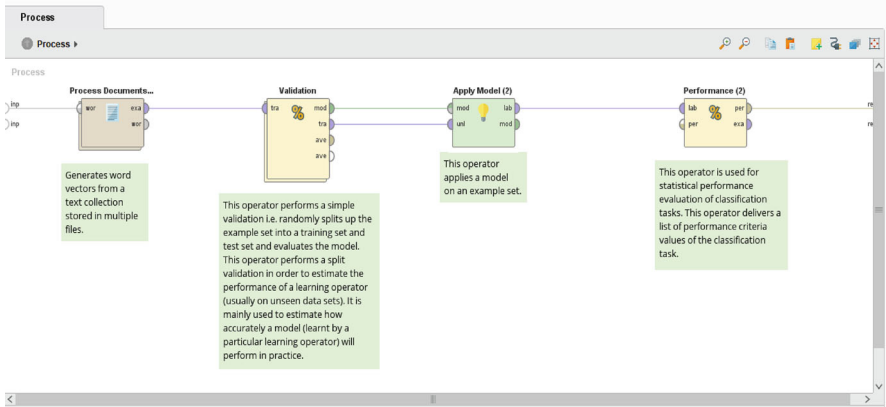 Process
Process
Process
Process Documents...
Validation
Apply Model (2)
Performance (2)
inp
inp
wor
exa
wor
tra
mod
tra
ave
ave
mod
lab
unl
mod
lab
per
per
exa
re
re
Generates word
vectors from a
text collection
stored in multiple
files.
This operator performs a simple
validation i.e. randomly splits up the
example set into a training set and
test set and evaluates the model.
This operator performs a split
validation in order to estimate the
performance of a learning operator
(usually on unseen data sets). It is
mainly used to estimate how
accurately a model (learnt by a
particular learning operator) will
perform in practice.
This operator
applies a model
on an example set.
This operator is used for
statistical performance
evaluation of classification
tasks. This operator delivers a
list of performance criteria
values of the classification
task.